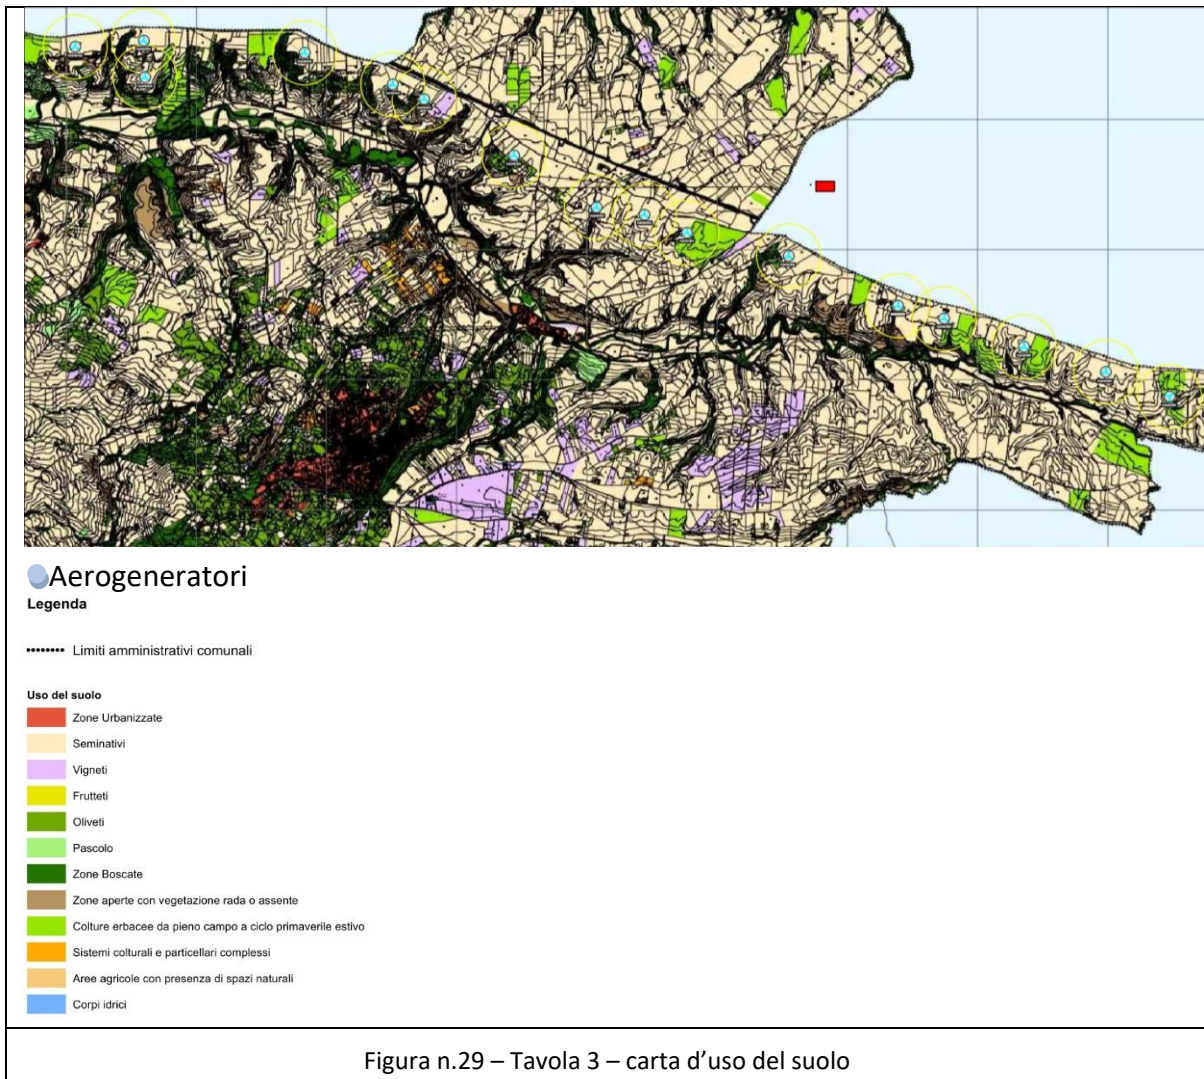 Aerogeneratori
Legenda
Limiti amministrativi comunali
Uso del suolo
Zone Urbanizzate
Seminativi
Vigneti
Frutteti
Oliveti
Pascolo
Zone Boscate
Zone aperte con vegetazione rada o assente
Colture erbacee da pieno campo a ciclo primaverile estivo
Sistemi colturali e particellari complessi
Aree agricole con presenza di spazi naturali
Corpi idrici
Figura n.29 – Tavola 3 – carta d’uso del suolo